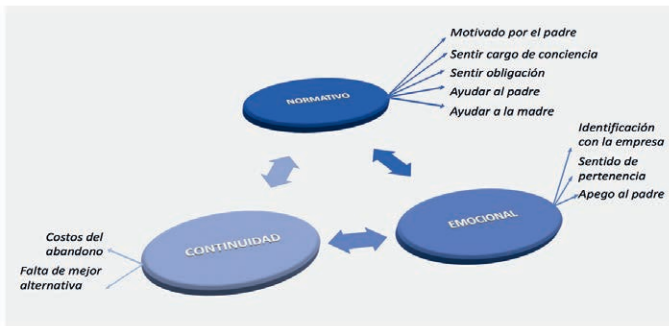 Motivado por el padre
Sentir cargo de conciencia
Sentir obligación
Ayudar al padre
Ayudar a la madre
NORMATIVO
Identificación
con la empresa
Sentido de
pertenencia
Apego al padre
EMOCIONAL
CONTINUIDAD
Costos del
abandono
Falta de mejor
alternativa